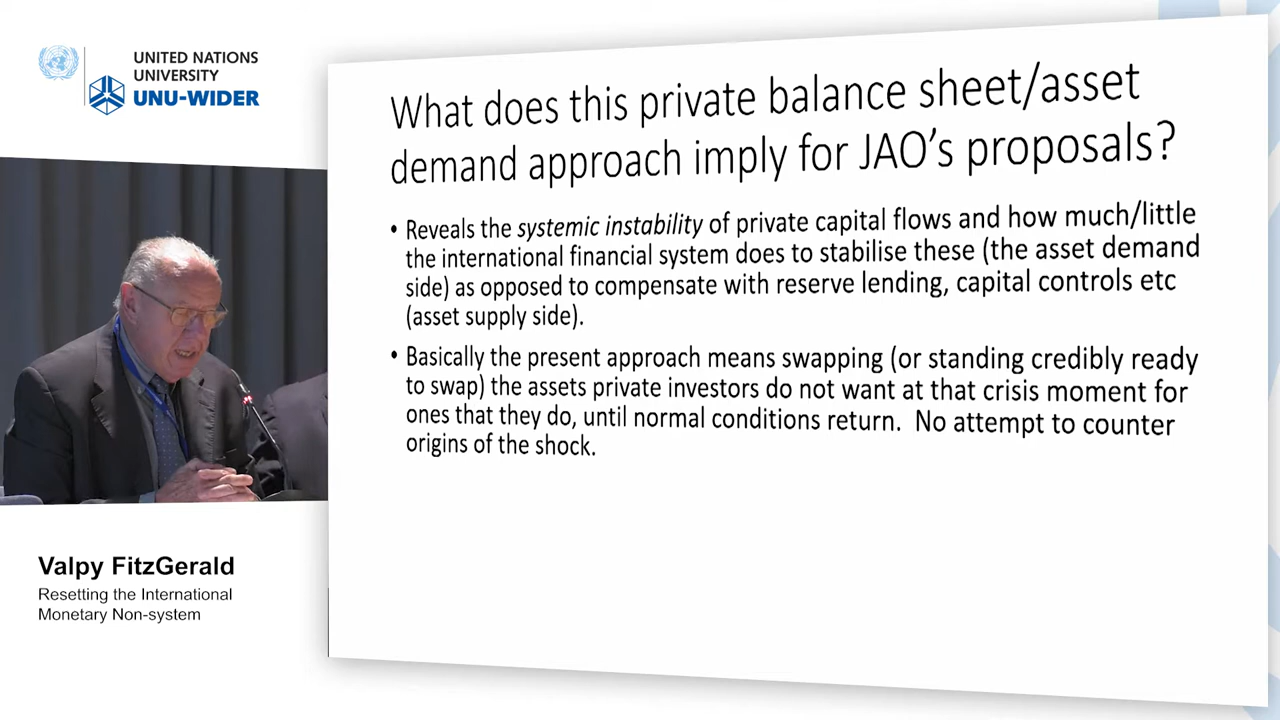 UNITED NATIONS
UNIVERSITY
UNU-WIDER
What does this private balance sheet/asset
demand approach imply for JAO's proposals?
• Reveals the systemic instability of private capital flows and how much/little
the international financial system does to stabilise these (the asset demand
side) as opposed to compensate with reserve lending, capital controls etc
(asset supply side).
• Basically the present approach means swapping (or standing credibly ready
to swap) the assets private investors do not want at that crisis moment for
ones that they do, until normal conditions return.  No attempt to counter
origins of the shock.
Valpy FitzGerald
Resetting the International
Monetary Non-system